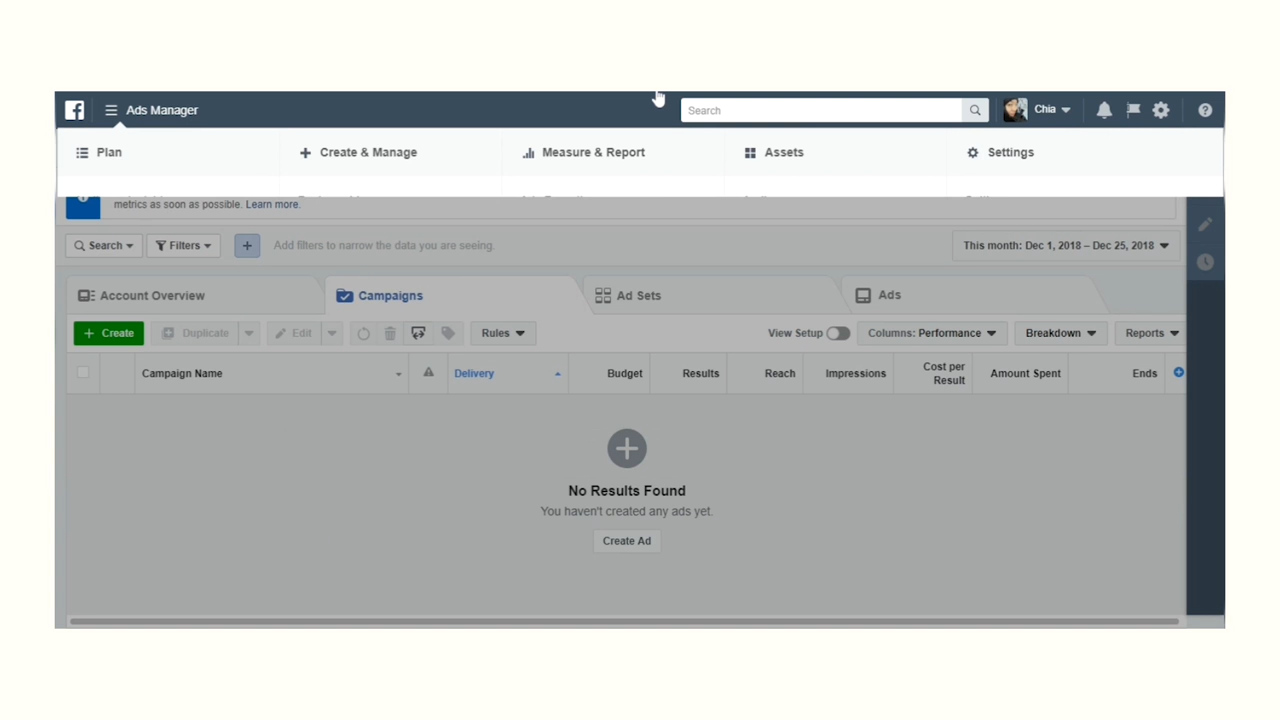 Ads Manager
Search
Chia
Plan
Create & Manage
Measure & Report
Assets
Settings
metrics as soon as possible. Learn more.
Search
Filters
Add filters to narrow the data you are seeing.
This month: Dec 1, 2018 – Dec 25, 2018
Account Overview
Campaigns
Ad Sets
Ads
+ Create
Duplicate
Edit
Rules
View Setup
Columns: Performance
Breakdown
Reports
Campaign Name
Delivery
Budget
Results
Reach
Impressions
Cost per
Result
Amount Spent
Ends
No Results Found
You haven't created any ads yet.
Create Ad